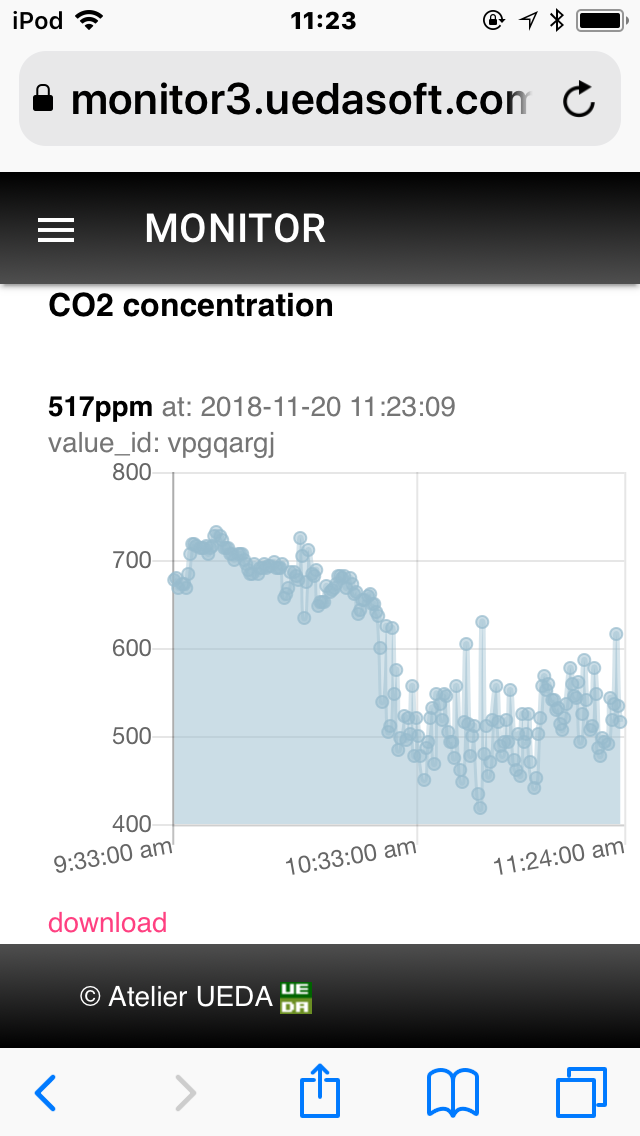 iPod 11:23
monitor3.uedasoft.com
MONITOR
CO2 concentration
517ppm at: 2018-11-20 11:23:09
value_id: vpgqargj
800
700
600
500
400
9:33:00 am 10:33:00 am 11:24:00 am
download
© Atelier UEDA UE
DA